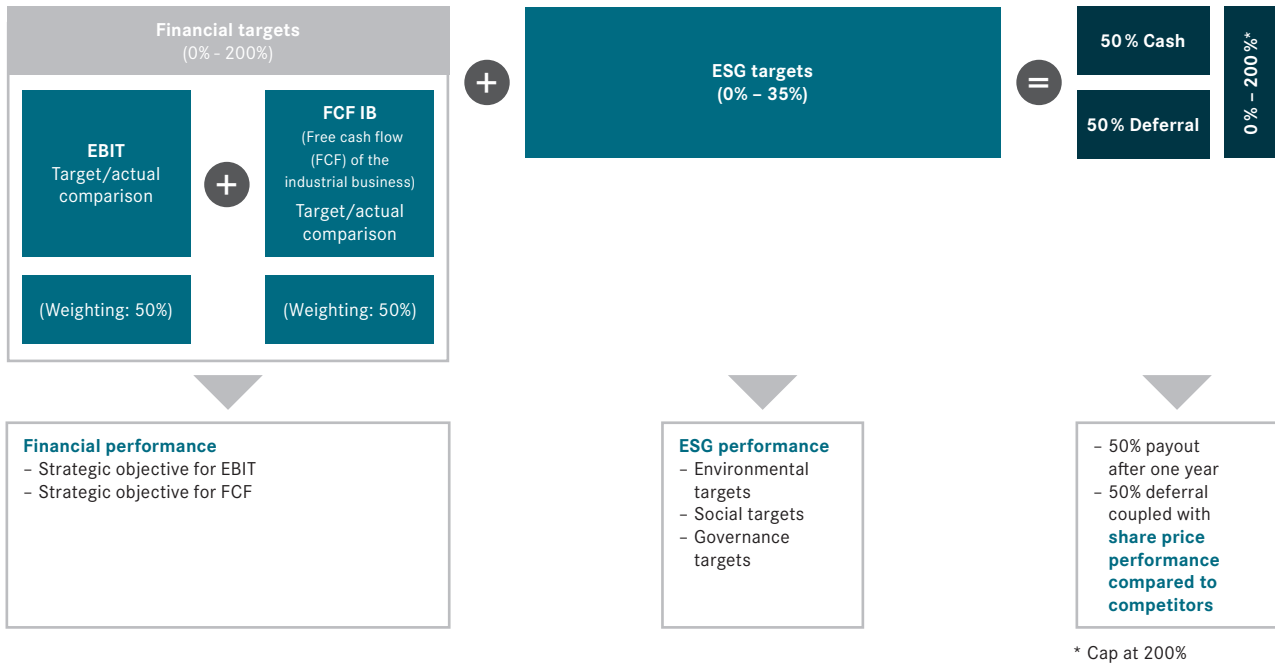 Financial targets
(0% - 200%)
EBIT
Target/actual
comparison
+
FCF IB
(Free cash flow
(FCF) of the
industrial business)
Target/actual
comparison
(Weighting: 50%)
(Weighting: 50%)
+
ESG targets
(0% – 35%)
=
50 % Cash
50 % Deferral
0 % – 200 %*
Financial performance
– Strategic objective for EBIT
– Strategic objective for FCF
ESG performance
– Environmental
targets
– Social targets
– Governance
targets
– 50% payout
after one year
– 50% deferral
coupled with
share price
performance
compared to
competitors
* Cap at 200%